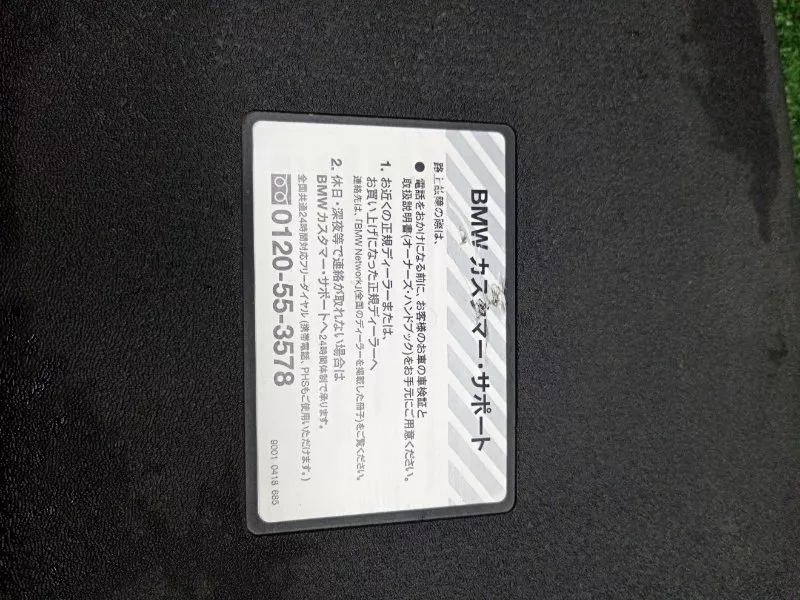 BMW カスタマー・サポート
路上故障の際は、
● 電話をおかけになる前に、お客様のお車の車検証と
取扱説明書(オーナーズ・ハンドブック)をお手元にご用意ください。
1. お近くの正規ディーラーまたは、
お買い上げになった正規ディーラーへ
連絡先は、「BMW Network」(全国のディーラーを掲載した冊子)をご覧ください。
2. 休日・深夜等で連絡が取れない場合は
BMW カスタマー・サポートへ 24時間体制で承ります。
全国共通24時間対応フリーダイヤル (携帯電話、PHSもご使用いただけます。)
0120-55-3578
9001 0418 685